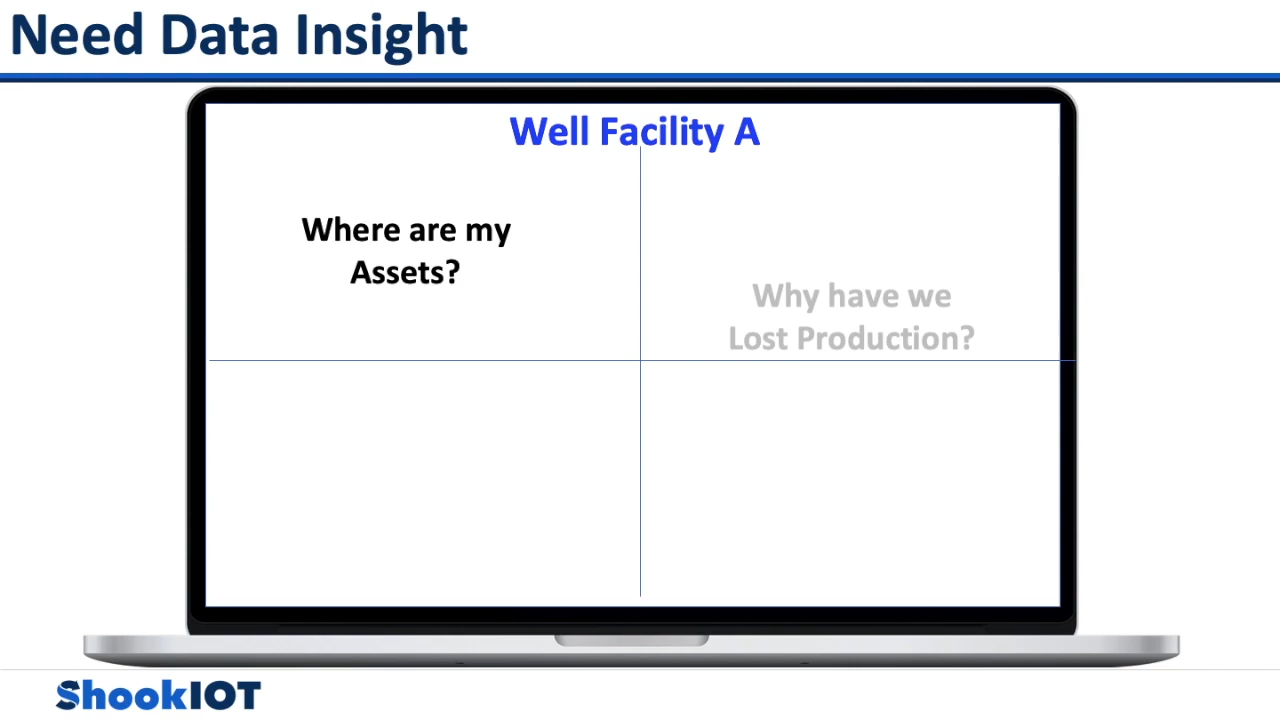 Need Data Insight
Well Facility A
Where are my
Assets?
Why have we
Lost Production?
ShookIOT